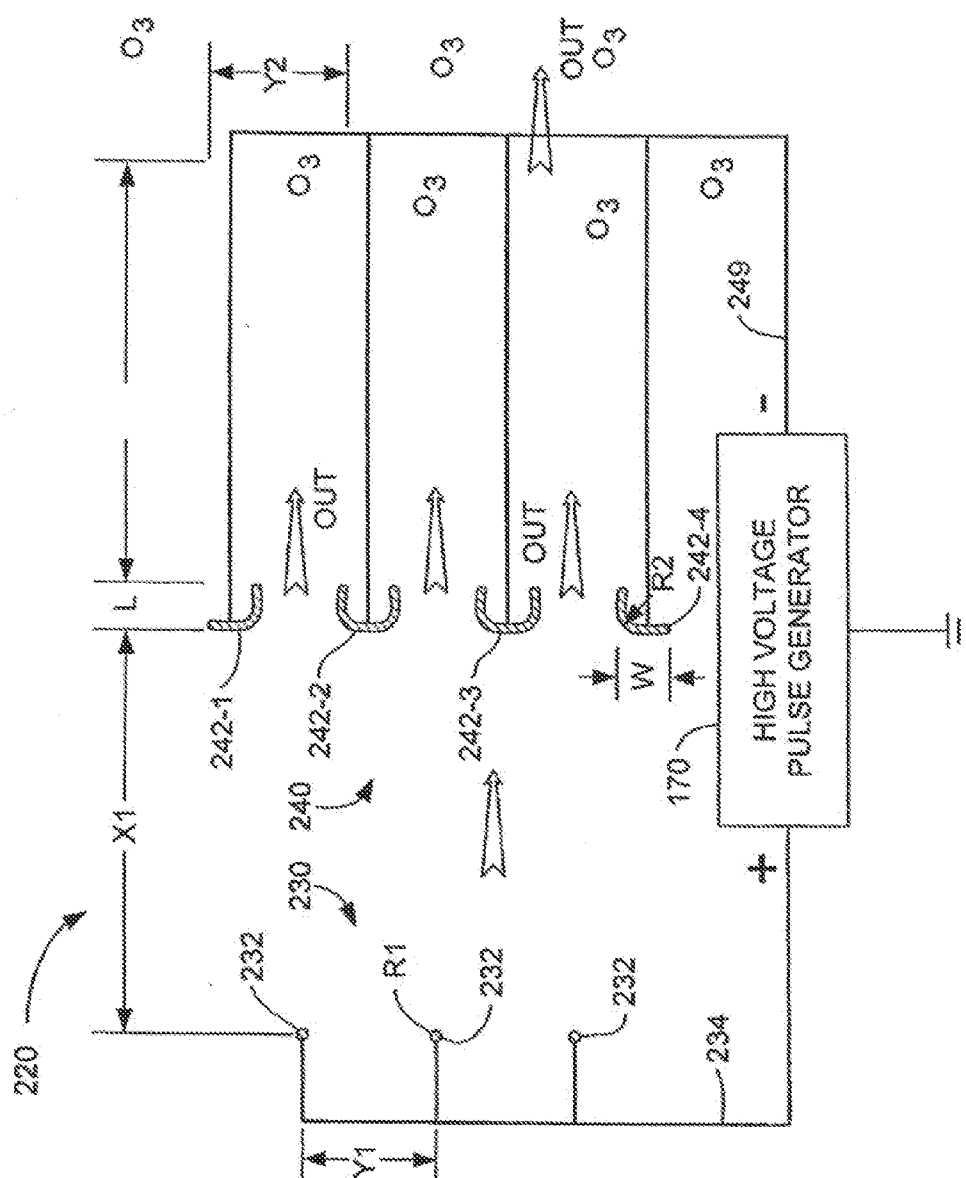 220
X1
L
Y2
O3
232
230
240
242-1
OUT
O3
O3
Y1
R1
232
242-2
O3
OUT
O3
232
242-3
OUT
O3
W
R2
242-4
O3
234
+
170
HIGH VOLTAGE
PULSE GENERATOR
-
249